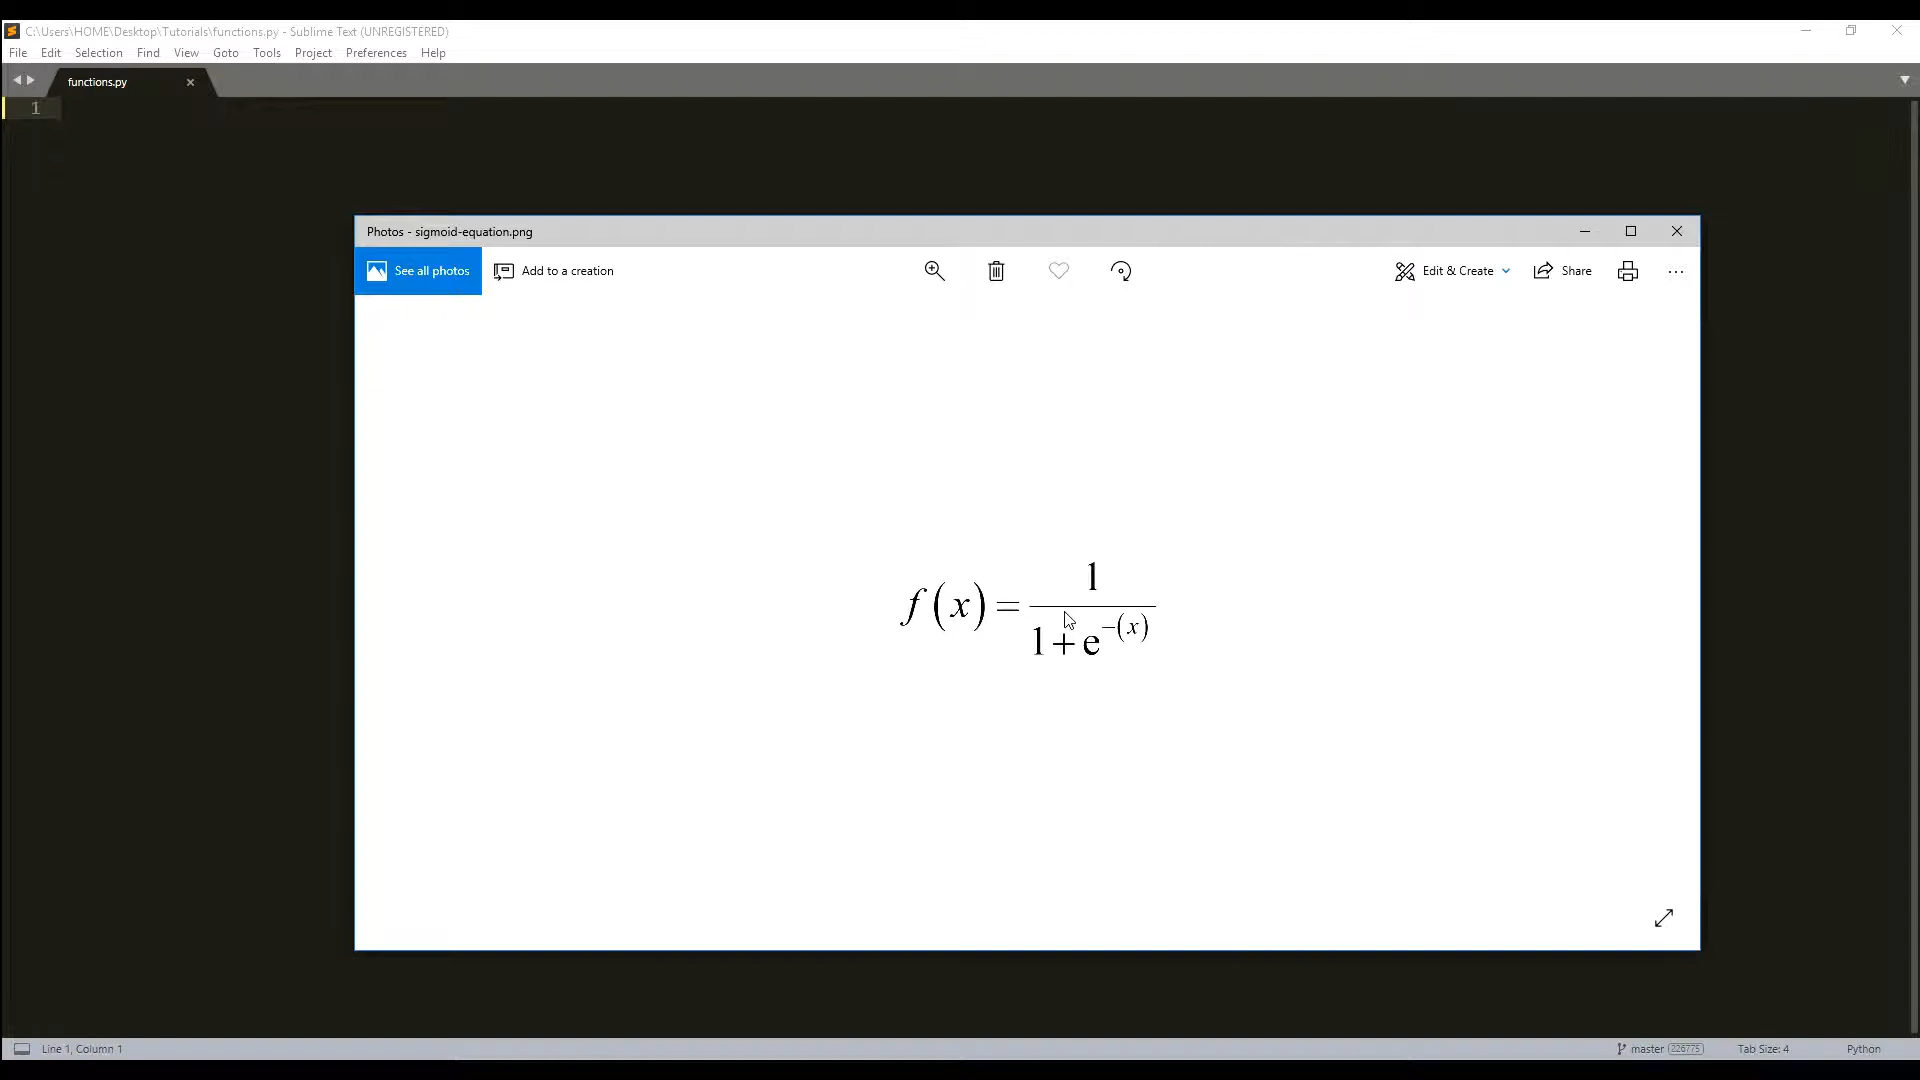 C:\Users\HOME\Desktop\Tutorials\functions.py - Sublime Text (UNREGISTERED)
File Edit Selection Find View Goto Tools Project Preferences Help
functions.py
1
Photos - sigmoid-equation.png
See all photos Add to a creation Edit & Create Share
f(x) = 1 / (1 + e^{-(x)})
Line 1, Column 1 master 226775 Tab Size: 4 Python